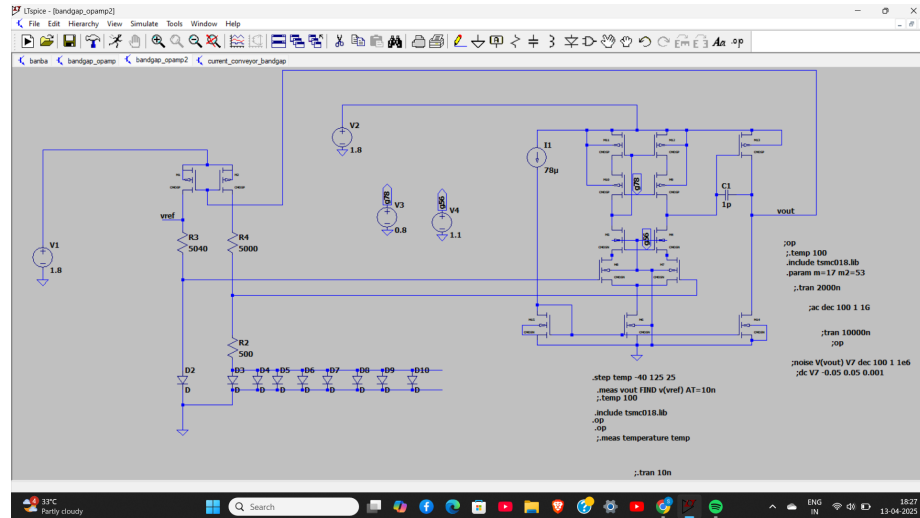 LTspice - [bandgap_opamp2]
File Edit Hierarchy View Simulate Tools Window Help
banba bandgap_opamp bandgap_opamp2 current_conveyor_bandgap
V2
1.8
I1
78µ
g78
V3
0.8
g56
V4
1.1
g78
g56
C1
1p
vout
vref
R3
5040
R4
5000
V1
1.8
R2
500
D2
D
D3
D
D4
D
D5
D
D6
D
D7
D
D8
D
D9
D
D10
D
;op
;.temp 100
.include tsmc018.lib
.param m=17 m2=53
;.tran 2000n
;ac dec 100 1 1G
;tran 10000n
;op
;noise V(vout) V7 dec 100 1 1e6
;dc V7 -0.05 0.05 0.001
.step temp -40 125 25
.meas vout FIND v(vref) AT=10n
;.temp 100
.include tsmc018.lib
.op
.op
;.meas temperature temp
;.tran 10n
33°C
Partly cloudy
Search
ENG
IN
18:27
13-04-2025